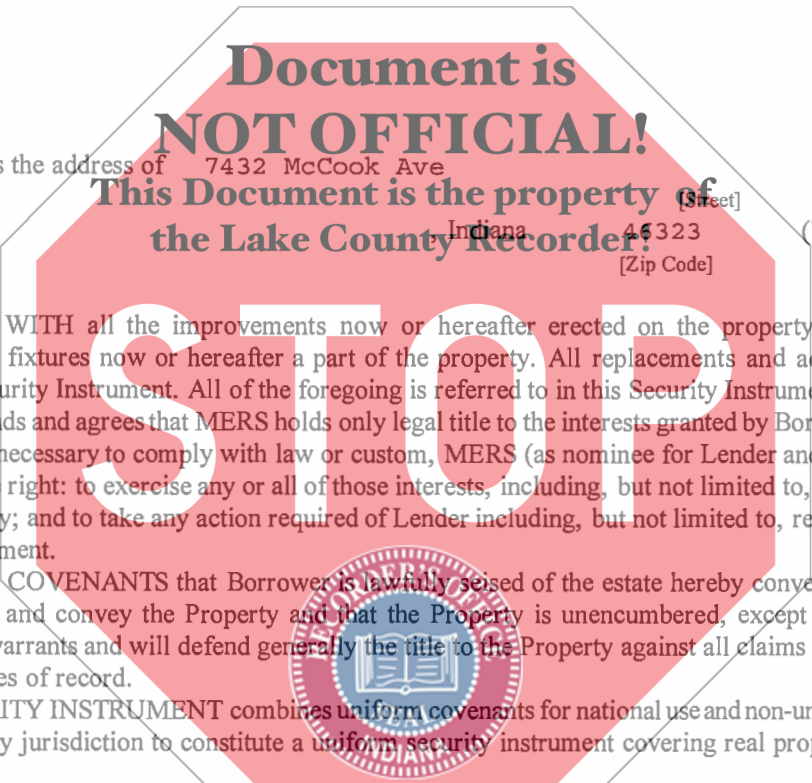 Document is
NOT OFFICIAL!
s the address of 7432 McCook Ave
This Document is the property of
[Street]
the Lake County Recorder!
, Indiana 46323 (
[Zip Code]
STOP
WITH all the improvements now or hereafter erected on the property
fixtures now or hereafter a part of the property. All replacements and a
urity Instrument. All of the foregoing is referred to in this Security Instrume
ds and agrees that MERS holds only legal title to the interests granted by Bor
necessary to comply with law or custom, MERS (as nominee for Lender and
right: to exercise any or all of those interests, including, but not limited to,
y; and to take any action required of Lender including, but not limited to, re
ment.
COVENANTS that Borrower is lawfully seised of the estate hereby conve
and convey the Property and that the Property is unencumbered, except
warrants and will defend generally the title to the Property against all claims
es of record.
ITY INSTRUMENT combines uniform covenants for national use and non-un
y jurisdiction to constitute a uniform security instrument covering real prop
RECORDER'S OFFICE
SEAL
INDIANA